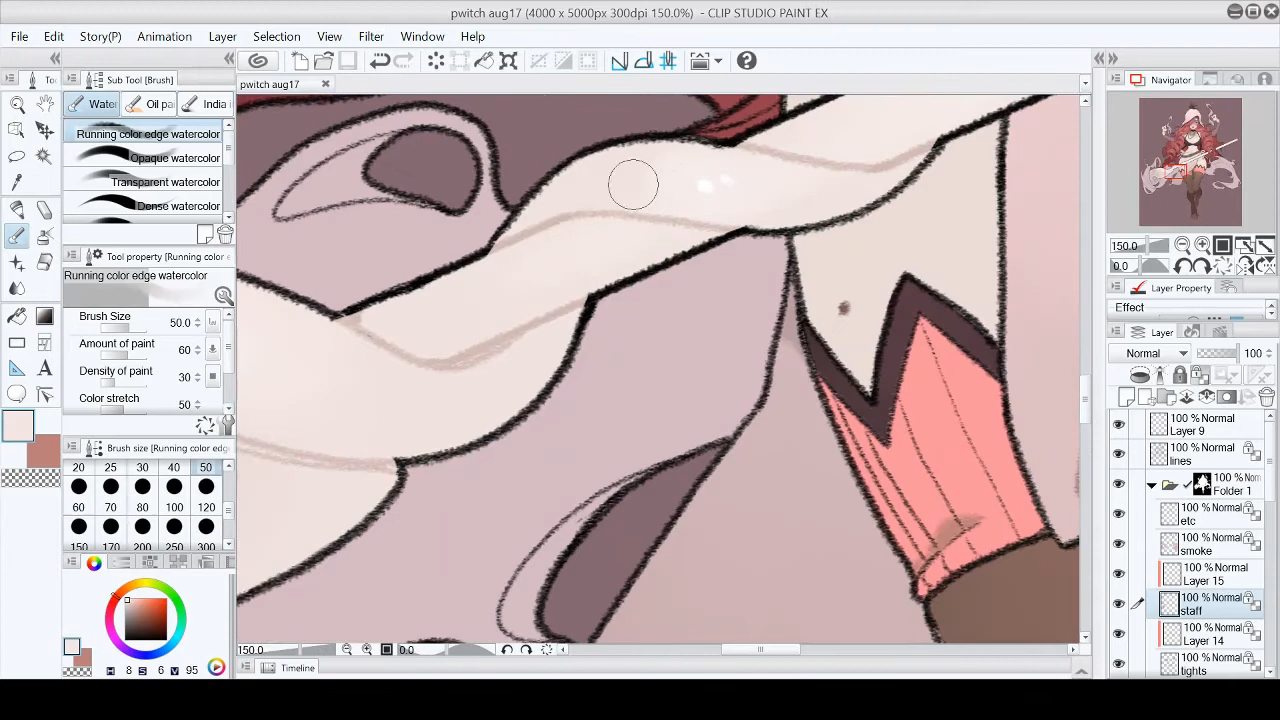 pwitch aug17 (4000 x 5000px 300dpi 150.0%) - CLIP STUDIO PAINT EX
File Edit Story(P) Animation Layer Selection View Filter Window Help
Sub Tool [Brush]
Navigator
pwitch aug17
Oil pa
India i
Running color edge watercolor
Opaque watercolor
Transparent watercolor
Dense watercolor
Tool property [Running color edge
Running color edge watercolor
Brush Size 50.0
Amount of paint 60
Density of paint 30
Color stretch 50
Brush size [Running color edg
20 25 30 40 50
60 70 80 100 120
150 170 200 250 300
H 8 S 6 V 95
150.0 0.0
Timeline
150.0
0.0
Layer Property
Effect
Layer
Normal 100
100 % Normal
Layer 9
100 % Normal
lines
100 % Nom
Folder 1
100 % Normal
etc
100 % Normal
smoke
100 % Normal
Layer 15
100 % Normal
staff
100 % Normal
Layer 14
100 % Normal
tights